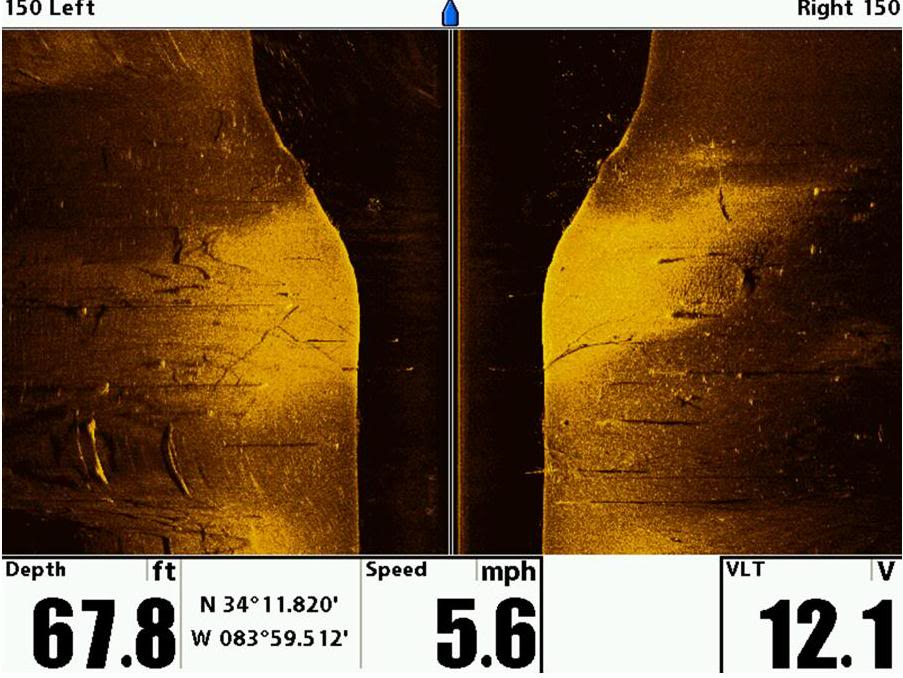 150 Left
Right 150
Depth ft
67.8
N 34°11.820'
W 083°59.512'
Speed mph
5.6
VLT V
12.1